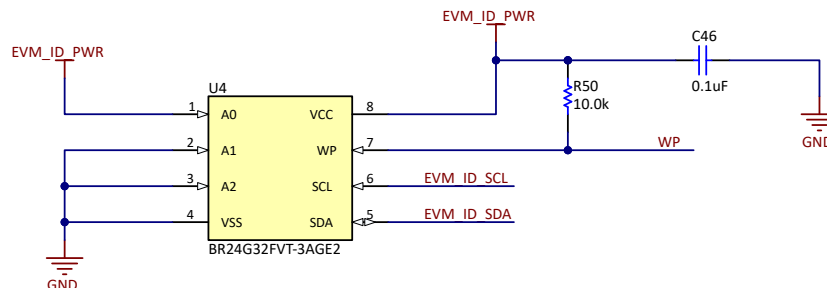 EVM_ID_PWR
C46
EVM_ID_PWR
U4
R50
10.0k
0.1uF
1 A0 VCC 8
2 A1 WP 7 WP
GND
3 A2 SCL 6 EVM_ID_SCL
4 VSS SDA 5 EVM_ID_SDA
BR24G32FVT-3AGE2
GND